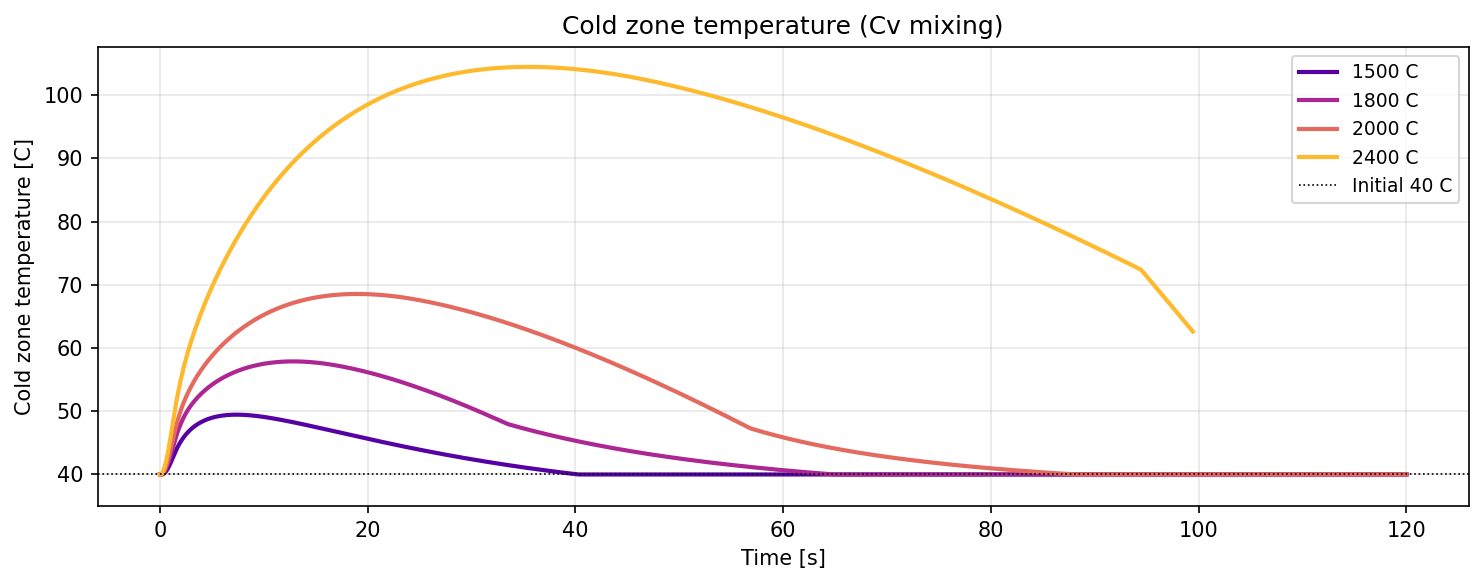 Cold zone temperature (Cv mixing)
Cold zone temperature [C]
100
90
80
70
60
50
40
0 20 40 60 80 100 120
Time [s]
1500 C
1800 C
2000 C
2400 C
Initial 40 C